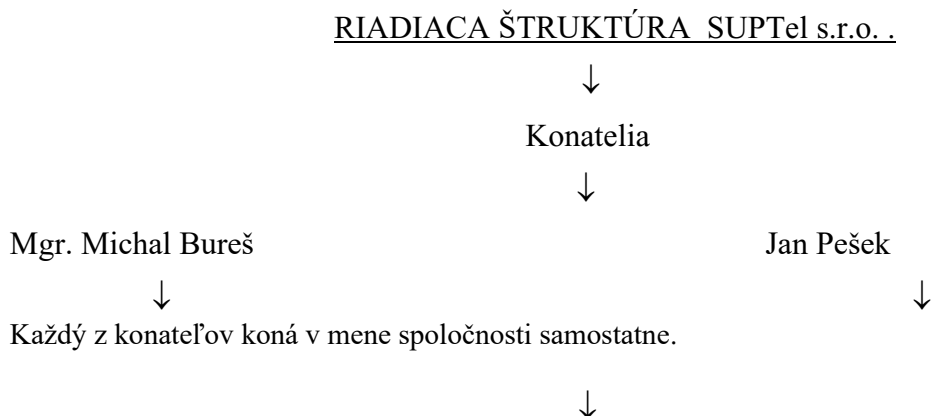 RIADIACA ŠTRUKTÚRA  SUPTel s.r.o. .
↓
Konatelia
↓
Mgr. Michal Bureš Jan Pešek
↓ ↓
Každý z konateľov koná v mene spoločnosti samostatne.
↓